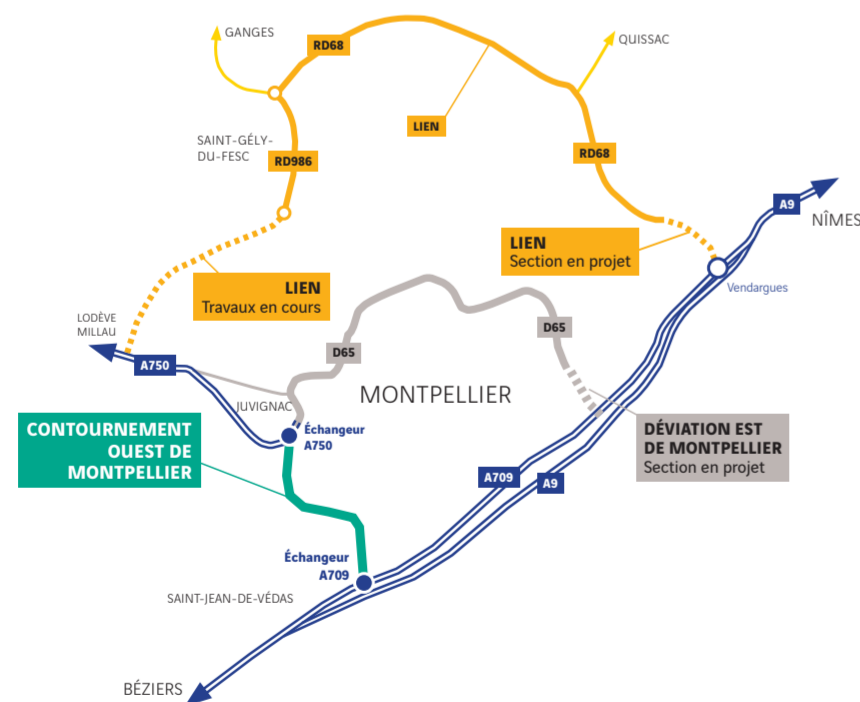 GANGES
RD68
QUISSAC
LIEN
SAINT-GÉLY-
DU-FESC
RD986
RD68
A9
NÎMES
LIEN
Section en projet
LIEN
Travaux en cours
Vendargues
LODÈVE
MILLAU
A750
D65
D65
MONTPELLIER
JUVIGNAC
CONTOURNEMENT
OUEST DE
MONTPELLIER
Échangeur
A750
DÉVIATION EST
DE MONTPELLIER
Section en projet
A709
A9
Échangeur
A709
SAINT-JEAN-DE-VÉDAS
BÉZIERS